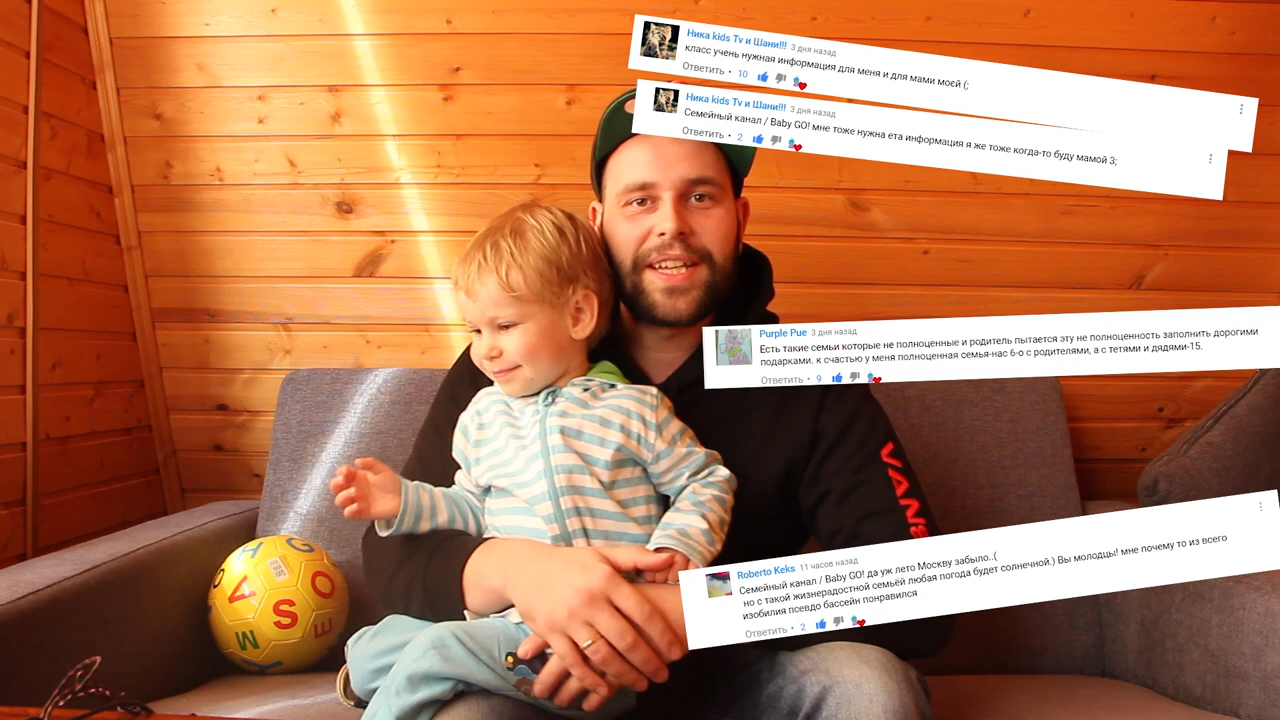 Ника kids Tv и Шани!!! 3 дня назад
класс учень нужная информация для меня и для мами моєй (;
Ответить • 10
Ника kids Tv и Шани!!! 3 дня назад
Семейный канал / Baby GO! мне тоже нужна ета информация я же тоже когда-то буду мамой 3;
Ответить • 2
Purple Pue 3 дня назад
Есть такие семьи которые не полноценные и родитель пытается эту не полноценность заполнить дорогими
подарками. к счастью у меня полноценная семья-нас 6-о с родителями, а с тетями и дядями-15.
Ответить • 9
VANS
Roberto Keks 11 часов назад
Семейный канал / Baby GO! да уж лето Москву забыло..(
но с такой жизнерадостной семьёй любая погода будет солнечной.) Вы молодцы! мне почему то из всего
изобилия псевдо бассейн понравился
Ответить • 2
H G
A O
S
M E